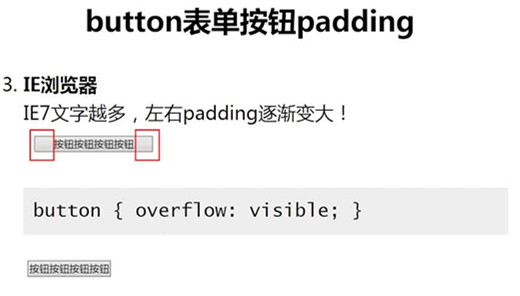 button表单按钮padding
3. IE浏览器
IE7文字越多，左右padding逐渐变大！
按钮按钮按钮按钮
button { overflow: visible; }
按钮按钮按钮按钮